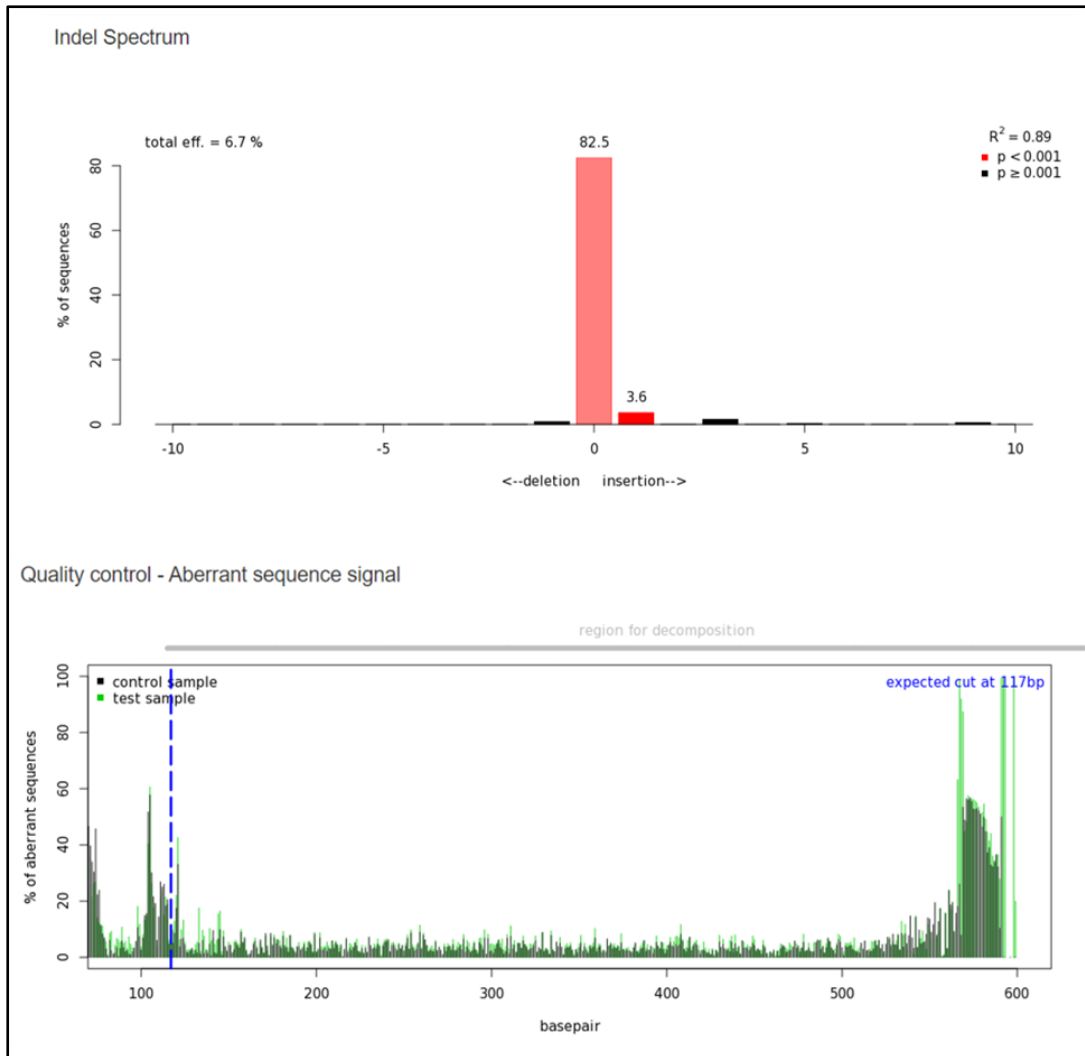 Indel Spectrum
total eff. = 6.7 %
R² = 0.89
p < 0.001
p ≥ 0.001
82.5
3.6
% of sequences
80
60
40
20
0
-10 -5 0 5 10
<--deletion insertion-->
Quality control - Aberrant sequence signal
region for decomposition
control sample
test sample
expected cut at 117bp
% of aberrant sequences
100
80
60
40
20
0
100 200 300 400 500 600
basepair